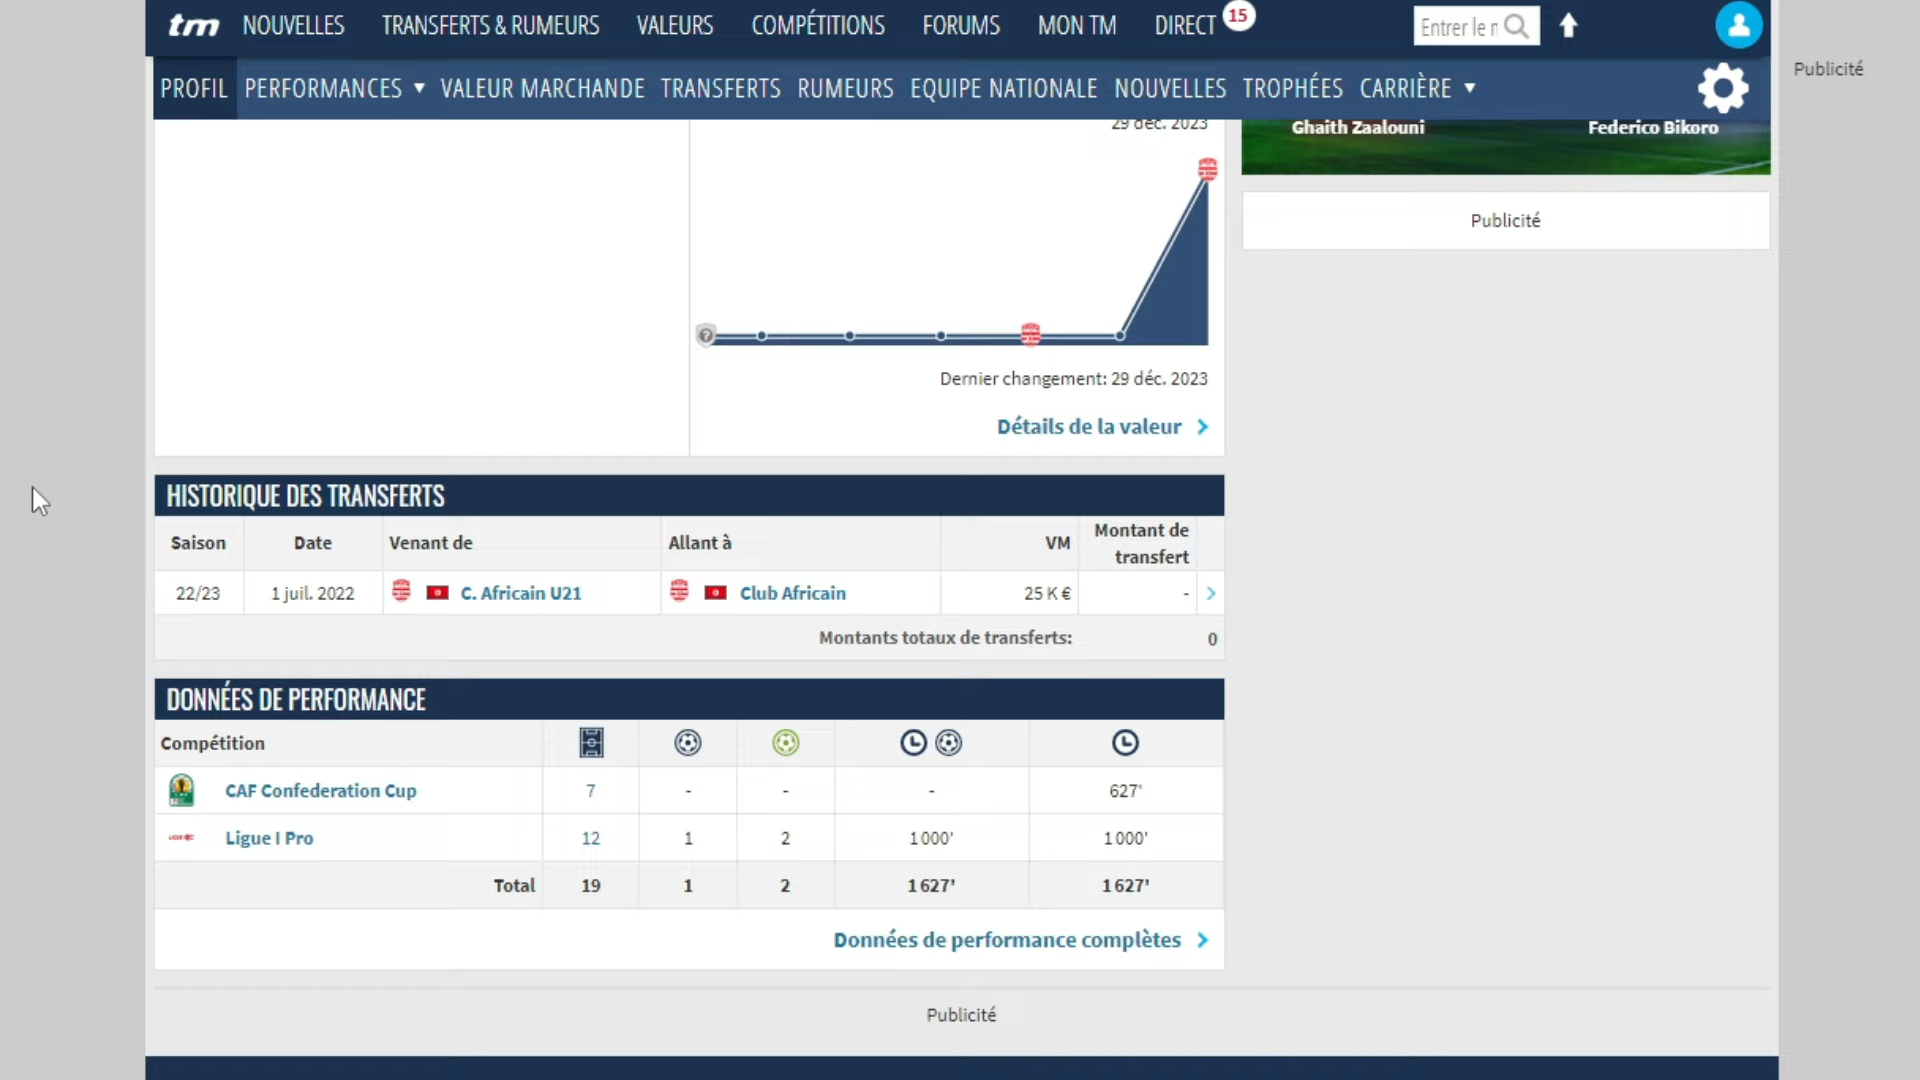 tm NOUVELLES TRANSFERTS & RUMEURS VALEURS COMPÉTITIONS FORUMS MON TM DIRECT 15 Entrer le n
Publicité
PROFIL PERFORMANCES ▼ VALEUR MARCHANDE TRANSFERTS RUMEURS EQUIPE NATIONALE NOUVELLES TROPHÉES CARRIÈRE ▼
29 déc. 2023
Ghaith Zaalouni Federico Bikoro
Publicité
Dernier changement: 29 déc. 2023
Détails de la valeur
HISTORIQUE DES TRANSFERTS
Saison Date Venant de Allant à VM Montant de transfert
22/23 1 juil. 2022 C. Africain U21 Club Africain 25 K € -
Montants totaux de transferts: 0
DONNÉES DE PERFORMANCE
Compétition
CAF Confederation Cup 7 - - - 627'
Ligue I Pro 12 1 2 1 000' 1 000'
Total 19 1 2 1 627' 1 627'
Données de performance complètes
Publicité